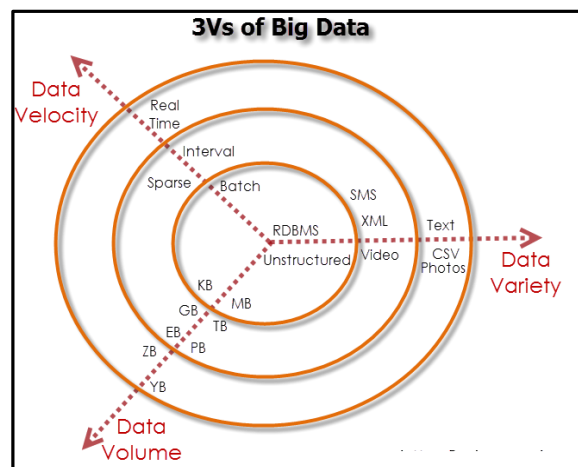 3Vs of Big Data
Data
Velocity
Real
Time
Interval
Sparse
Batch
SMS
RDBMS
XML
Text
Unstructured
Video
CSV
Photos
Data
Variety
KB
MB
GB
TB
EB
PB
ZB
YB
Data
Volume